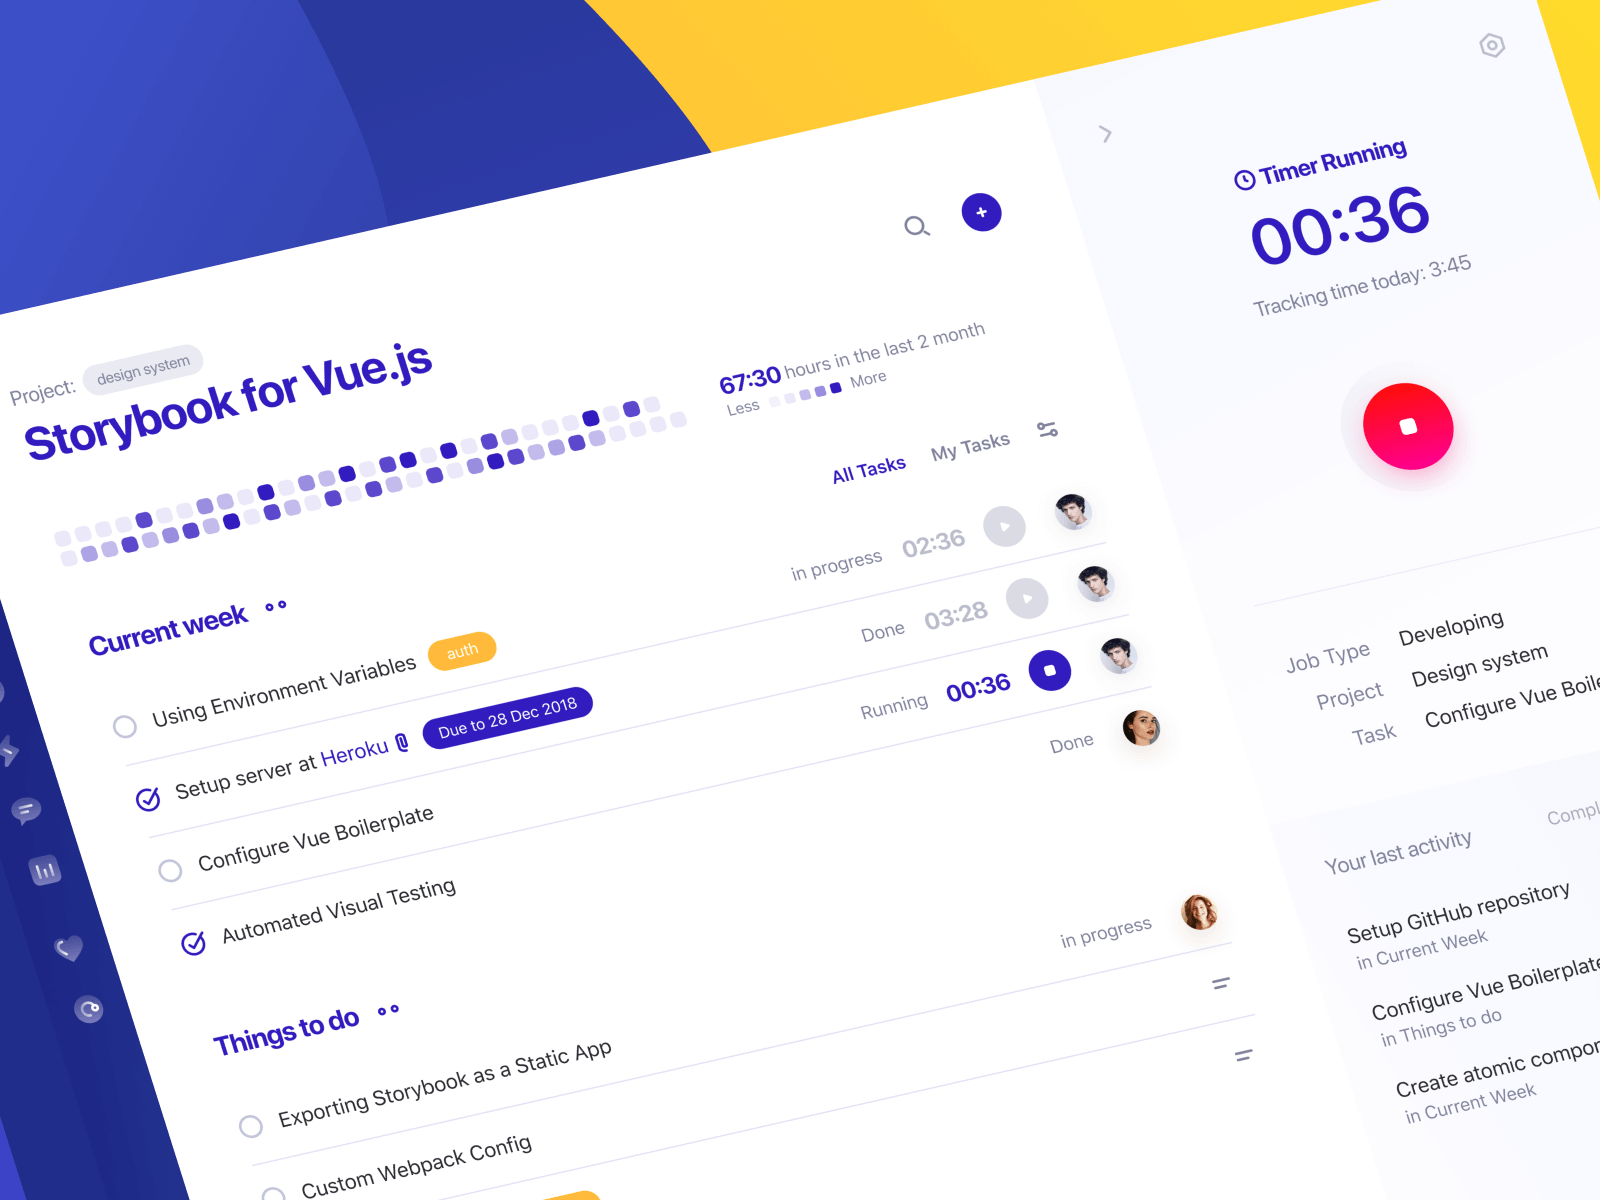 Project: design system
Storybook for Vue.js
67:30 hours in the last 2 month
Less More
All Tasks My Tasks
Current week
Using Environment Variables auth in progress 02:36
Setup server at Heroku Due to 28 Dec 2018 Done 03:28
Configure Vue Boilerplate Running 00:36
Automated Visual Testing Done
Things to do
Exporting Storybook as a Static App in progress
Custom Webpack Config
Timer Running
00:36
Tracking time today: 3:45
Job Type Developing
Project Design system
Task Configure Vue Boile
Your last activity Compl
Setup GitHub repository
in Current Week
Configure Vue Boilerplate
in Things to do
Create atomic compon
in Current Week